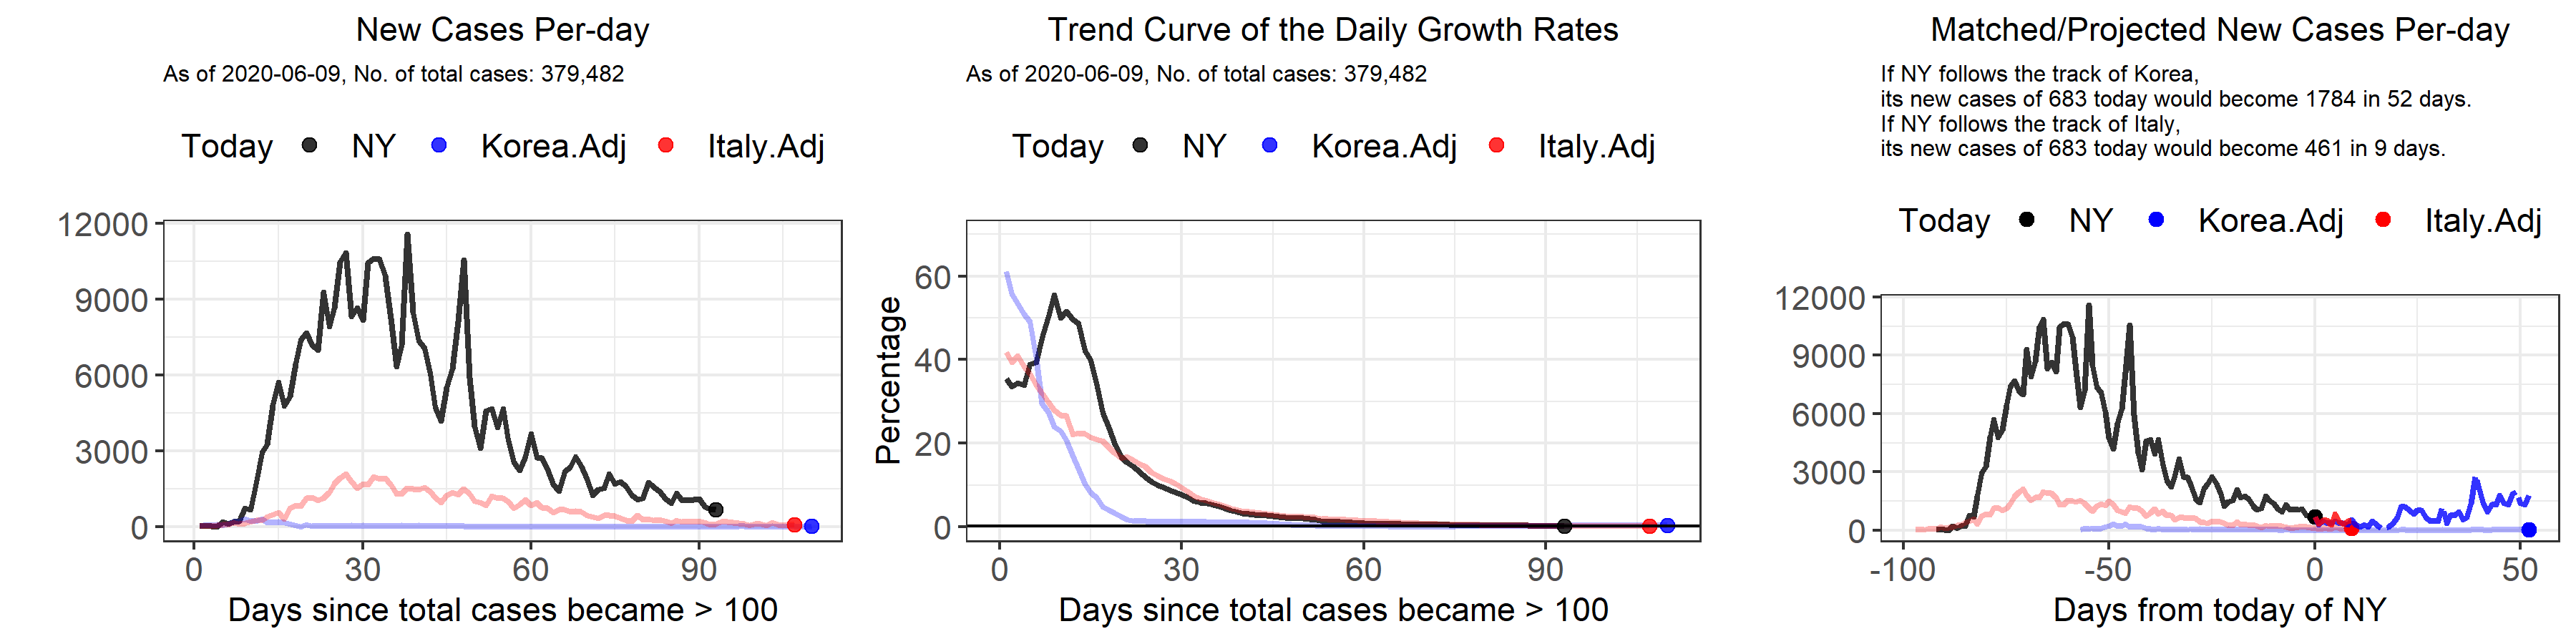 New Cases Per-day
As of 2020-06-09, No. of total cases: 379,482
Today NY Korea.Adj Italy.Adj
12000
9000
6000
3000
0
0 30 60 90
Days since total cases became > 100
Trend Curve of the Daily Growth Rates
As of 2020-06-09, No. of total cases: 379,482
Today NY Korea.Adj Italy.Adj
Percentage
60
40
20
0
0 30 60 90
Days since total cases became > 100
Matched/Projected New Cases Per-day
If NY follows the track of Korea,
its new cases of 683 today would become 1784 in 52 days.
If NY follows the track of Italy,
its new cases of 683 today would become 461 in 9 days.
Today NY Korea.Adj Italy.Adj
12000
9000
6000
3000
0
-100 -50 0 50
Days from today of NY